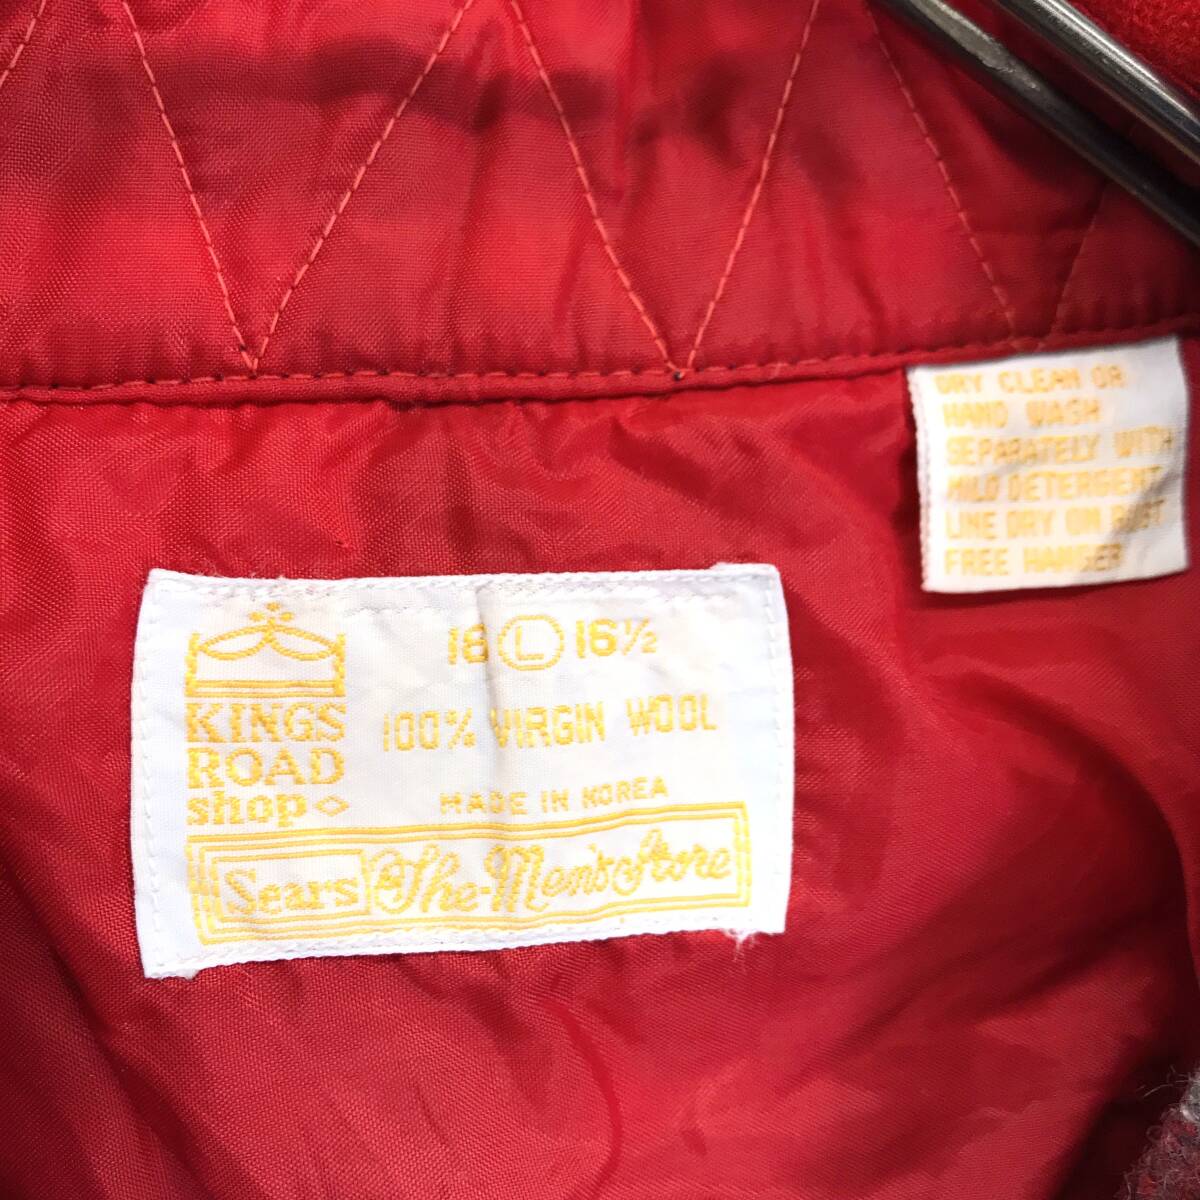 DRY CLEAN OR
HAND WASH
SEPARATELY WITH
MILD DETERGENT
LINE DRY ON RUST
FREE HANGER
16 L 16½
100% VIRGIN WOOL
MADE IN KOREA
KINGS
ROAD
shop
Sears The Men's Store